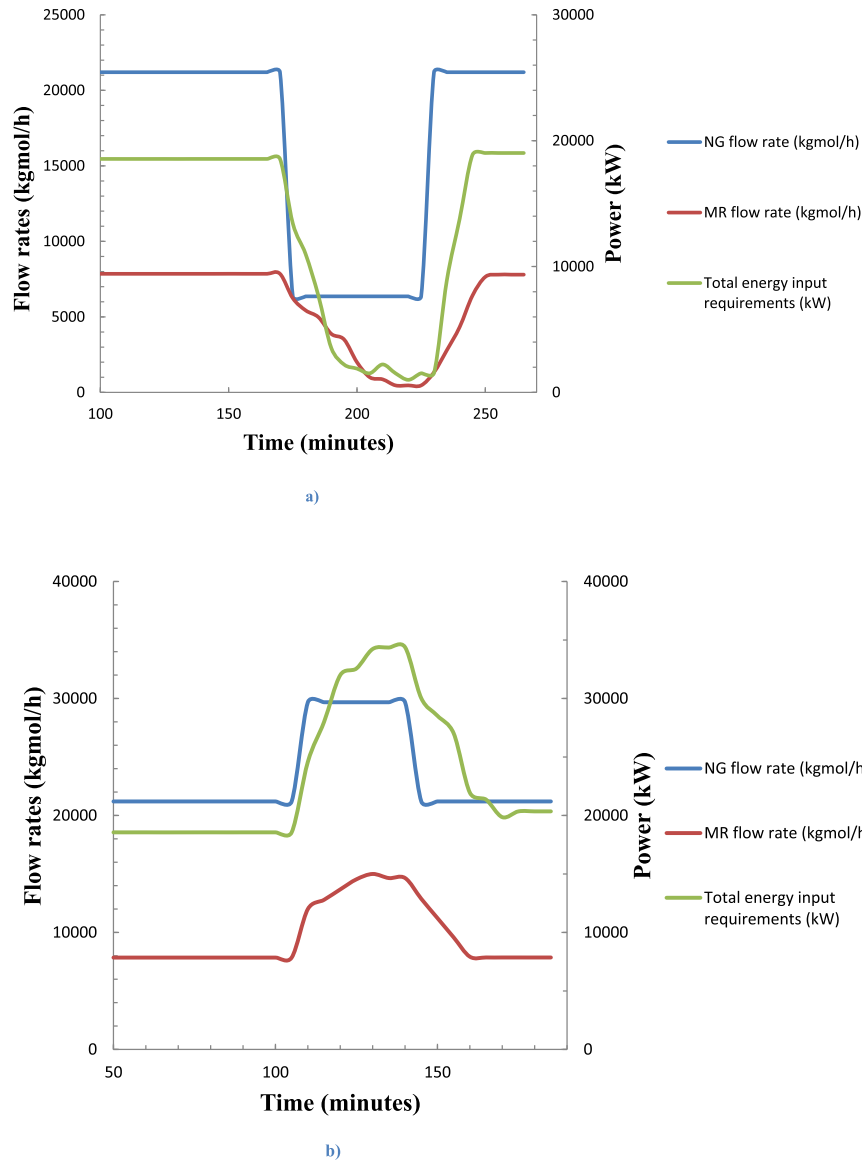 25000
20000
15000
10000
5000
0
Flow rates (kgmol/h)
30000
20000
10000
0
Power (kW)
100
150
200
250
Time (minutes)
NG flow rate (kgmol/h)
MR flow rate (kgmol/h)
Total energy input
requirements (kW)
a)
40000
30000
20000
10000
0
Flow rates (kgmol/h)
40000
30000
20000
10000
0
Power (kW)
50
100
150
Time (minutes)
NG flow rate (kgmol/h
MR flow rate (kgmol/h
Total energy input
requirements (kW)
b)